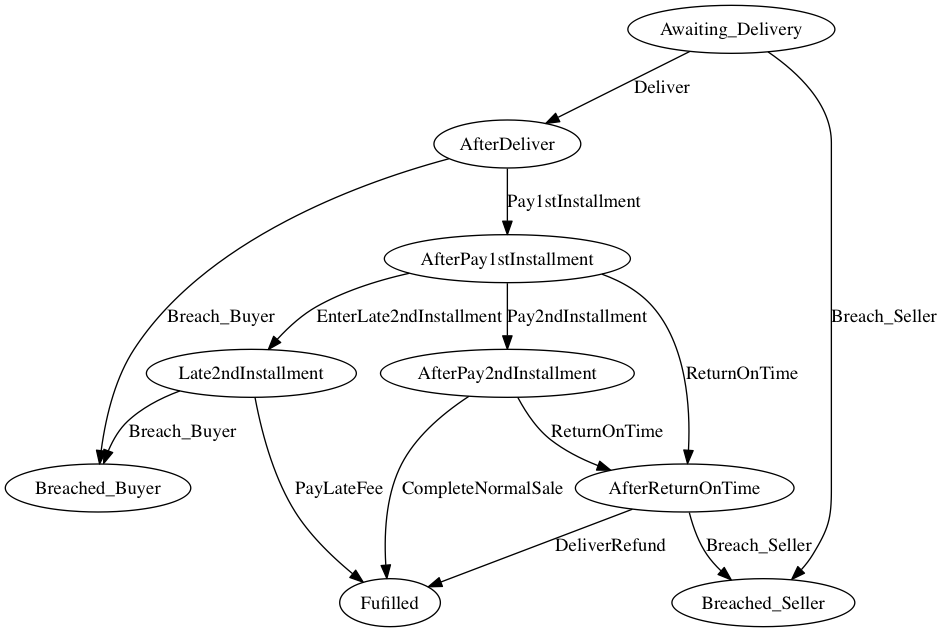 Awaiting_Delivery
Deliver
AfterDeliver
Pay1stInstallment
AfterPay1stInstallment
Breach_Buyer
EnterLate2ndInstallment
Pay2ndInstallment
Breach_Seller
Late2ndInstallment
AfterPay2ndInstallment
ReturnOnTime
Breach_Buyer
ReturnOnTime
Breached_Buyer
PayLateFee
CompleteNormalSale
AfterReturnOnTime
DeliverRefund
Breach_Seller
Fufilled
Breached_Seller